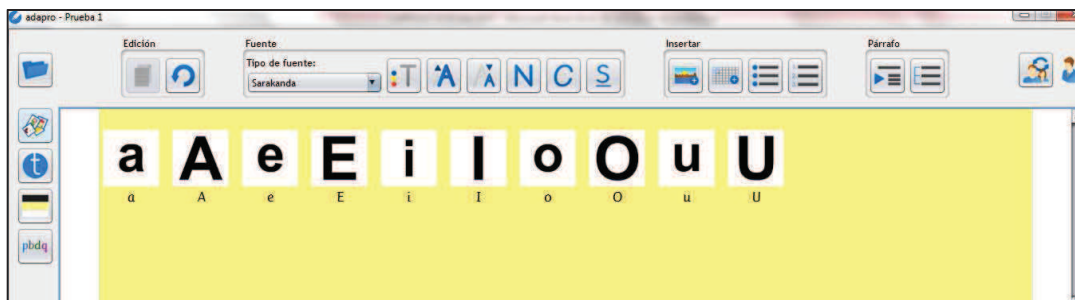 adapro - Prueba 1
Edición Fuente Insertar Párrafo
Tipo de fuente:
Sarakanda
T A A N C S
a A e E i I o O u U
a A e E i I o O u U
t
pbdq